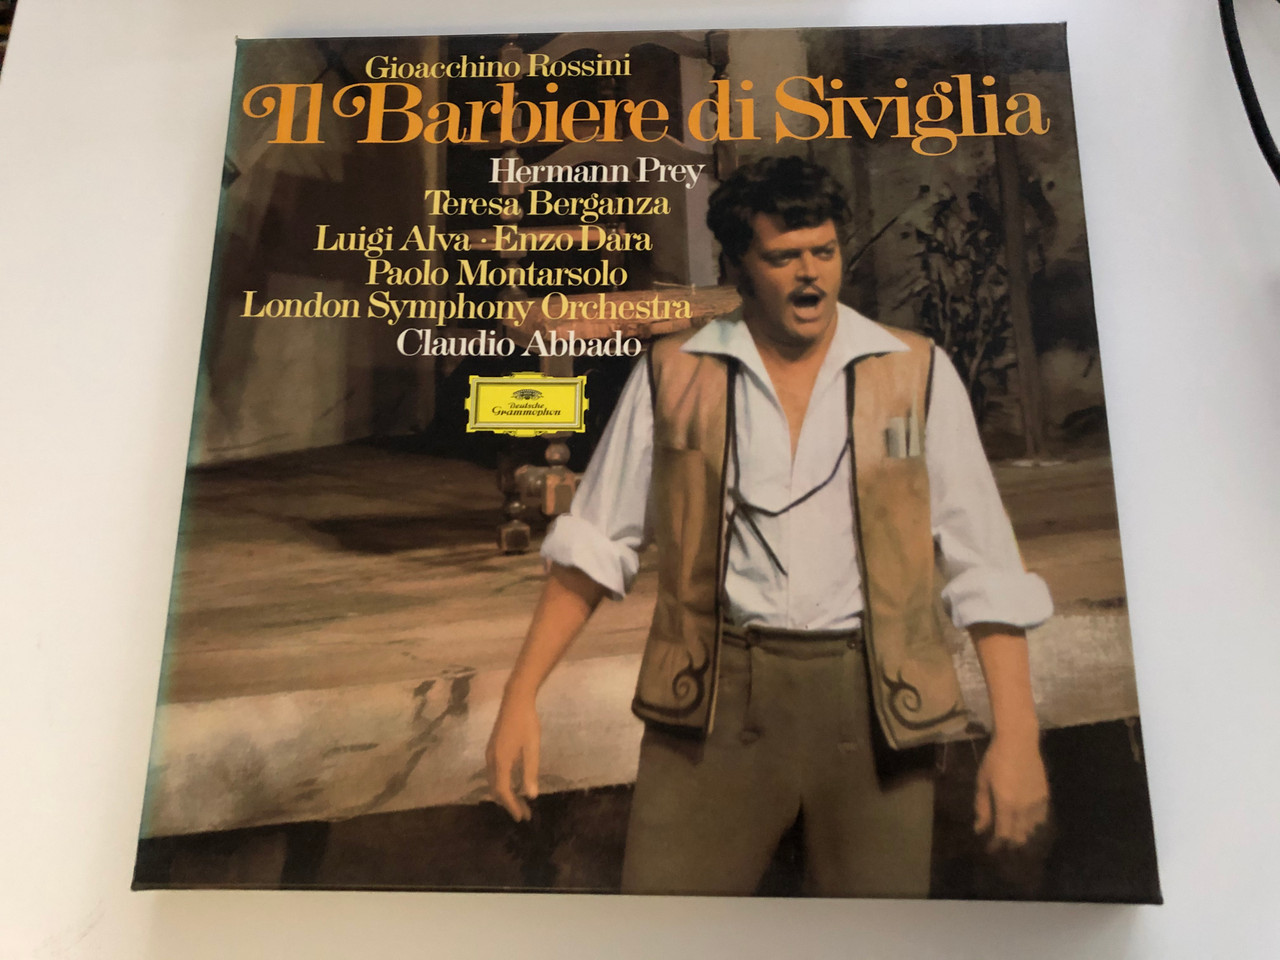 Gioacchino Rossini
Il Barbiere di Siviglia
Hermann Prey
Teresa Berganza
Luigi Alva · Enzo Dara
Paolo Montarsolo
London Symphony Orchestra
Claudio Abbado
Deutsche
Grammophon